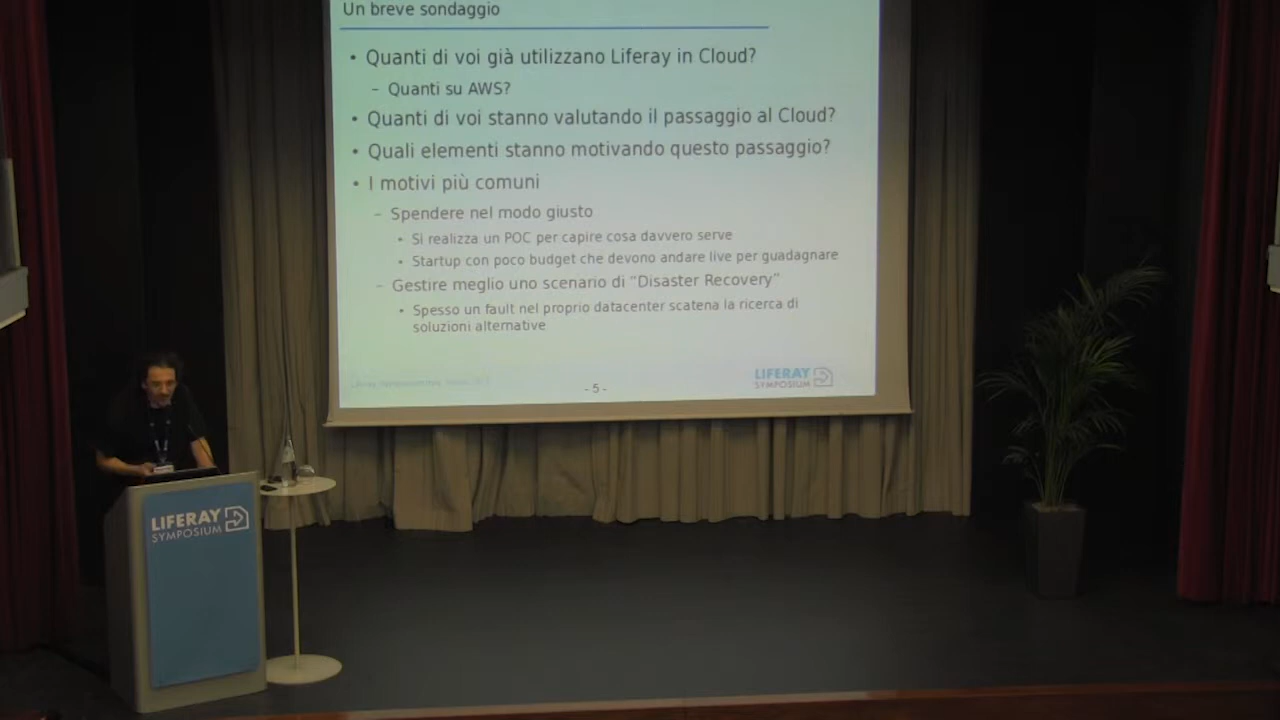 Un breve sondaggio
• Quanti di voi già utilizzano Liferay in Cloud?
– Quanti su AWS?
• Quanti di voi stanno valutando il passaggio al Cloud?
• Quali elementi stanno motivando questo passaggio?
• I motivi più comuni
– Spendere nel modo giusto
• Si realizza un POC per capire cosa davvero serve
• Startup con poco budget che devono andare live per guadagnare
– Gestire meglio uno scenario di “Disaster Recovery”
• Spesso un fault nel proprio datacenter scatena la ricerca di
soluzioni alternative
- 5 -
LIFERAY
SYMPOSIUM
LIFERAY
SYMPOSIUM